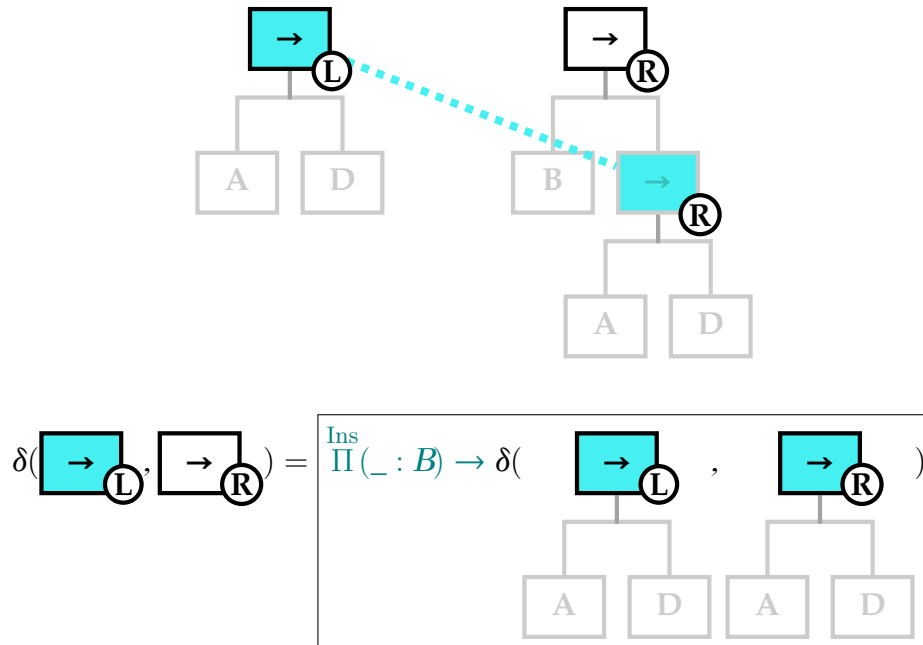 → L → R
A D B → R
A D
δ( → L , → R ) = Ins Π (_ : B) → δ( → L , → R )
A D A D